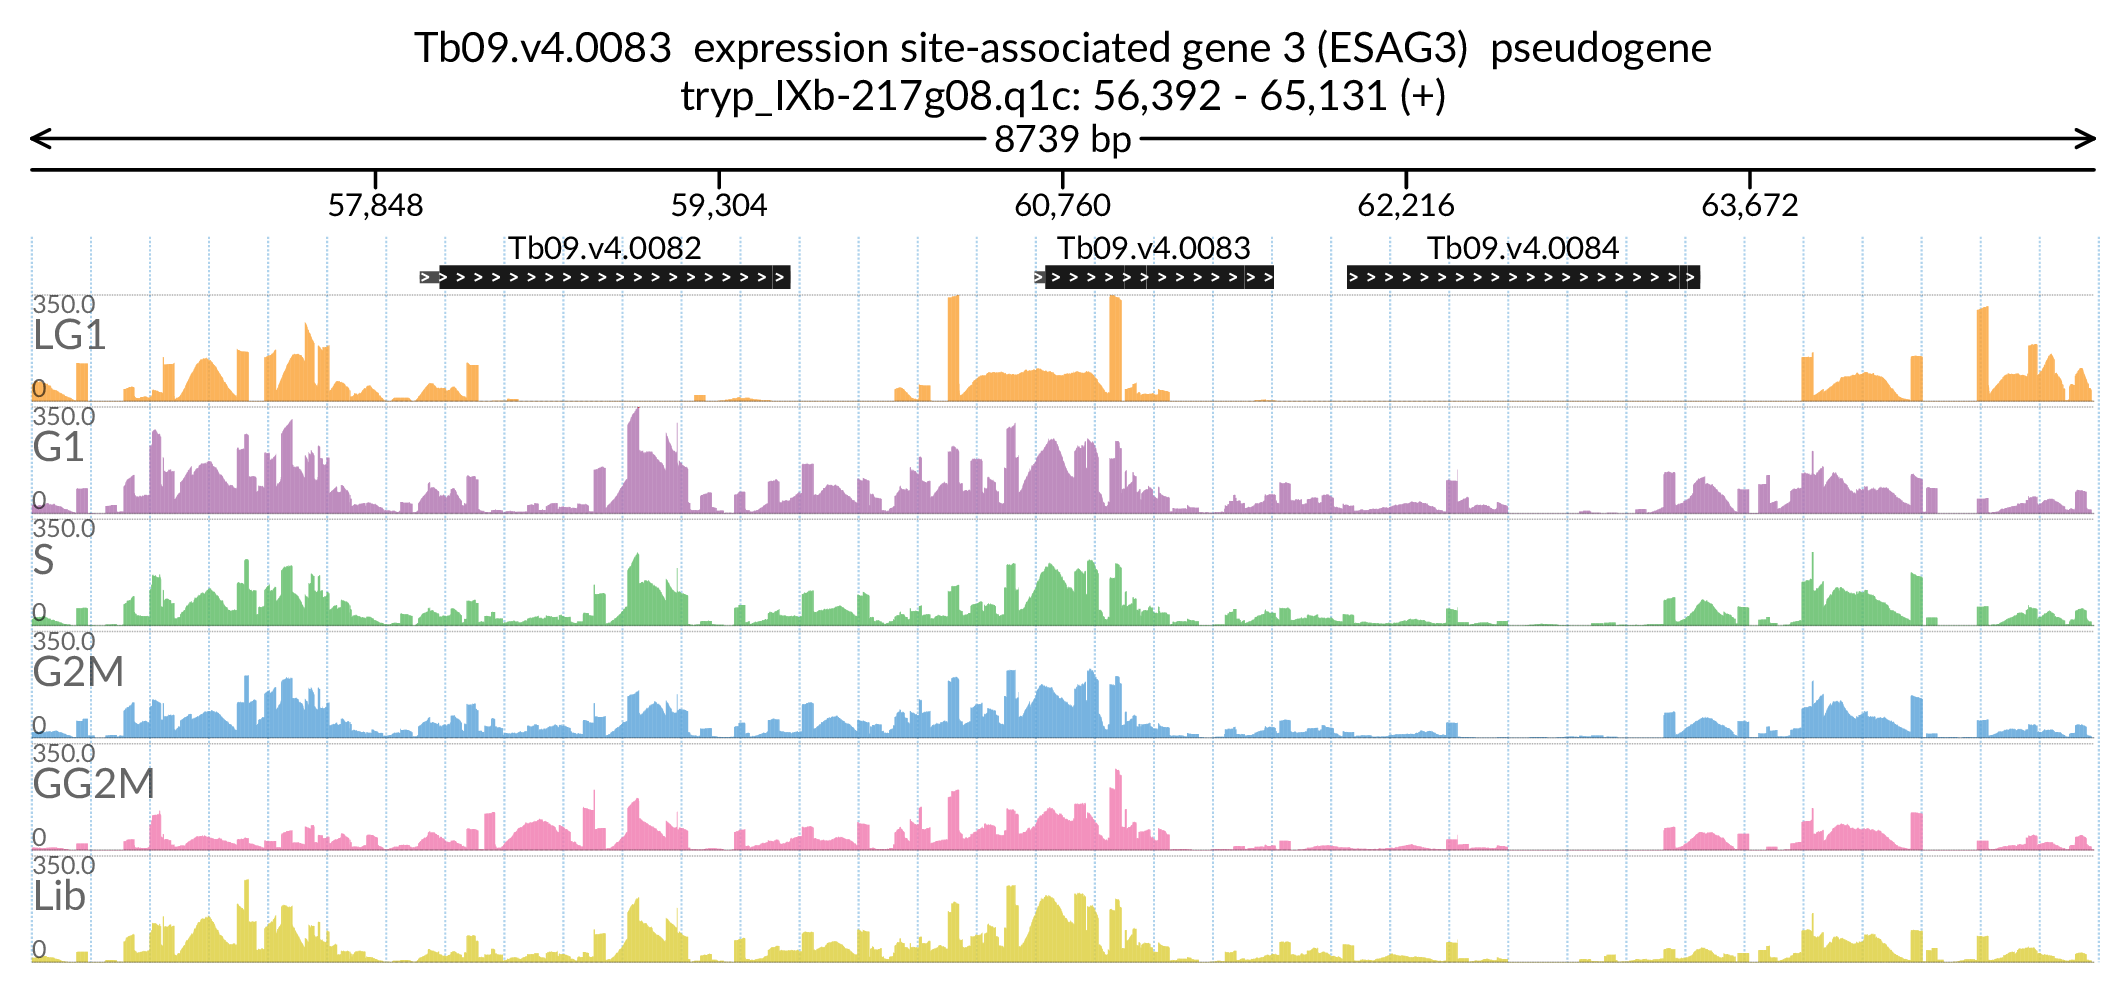 Tb09.v4.0083 expression site-associated gene 3 (ESAG3) pseudogene
tryp_IXb-217g08.q1c: 56,392 - 65,131 (+)
8739 bp
57,848 59,304 60,760 62,216 63,672
Tb09.v4.0082 Tb09.v4.0083 Tb09.v4.0084
350.0
LG1
0
350.0
G1
0
350.0
S
0
350.0
G2M
0
350.0
GG2M
0
350.0
Lib
0